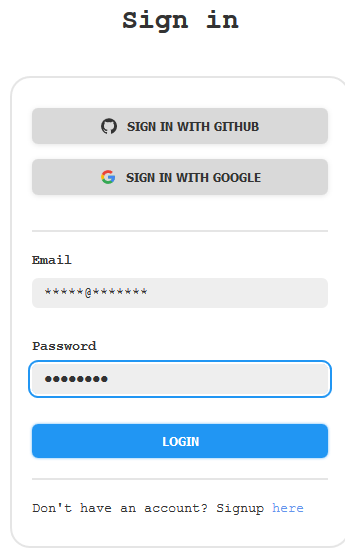 Sign in
SIGN IN WITH GITHUB
SIGN IN WITH GOOGLE
Email
*****@*******
Password
●●●●●●●●
LOGIN
Don't have an account? Signup here